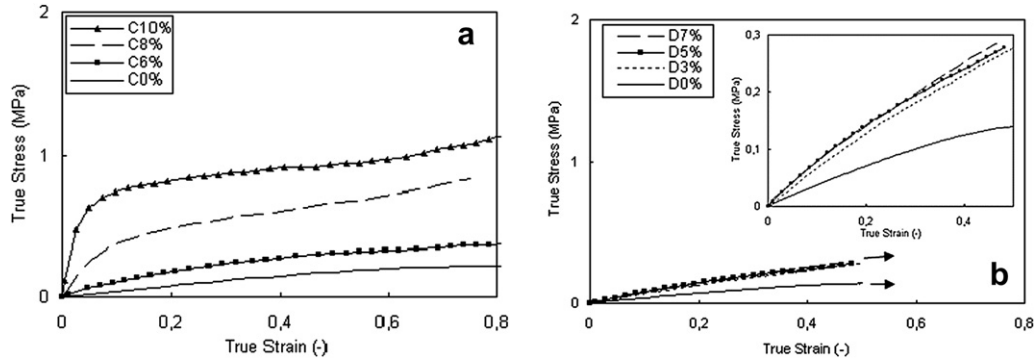 2
1
0
True Stress (MPa)
C10%
C8%
C6%
C0%
a
0
0,2
0,4
0,6
0,8
True Strain (-)
2
1
0
True Stress (MPa)
D7%
D5%
D3%
D0%
0,3
0,2
0,1
0
True Stress (MPa)
0
0,2
0,4
True Strain (-)
b
0
0,2
0,4
0,6
0,8
True Strain (-)